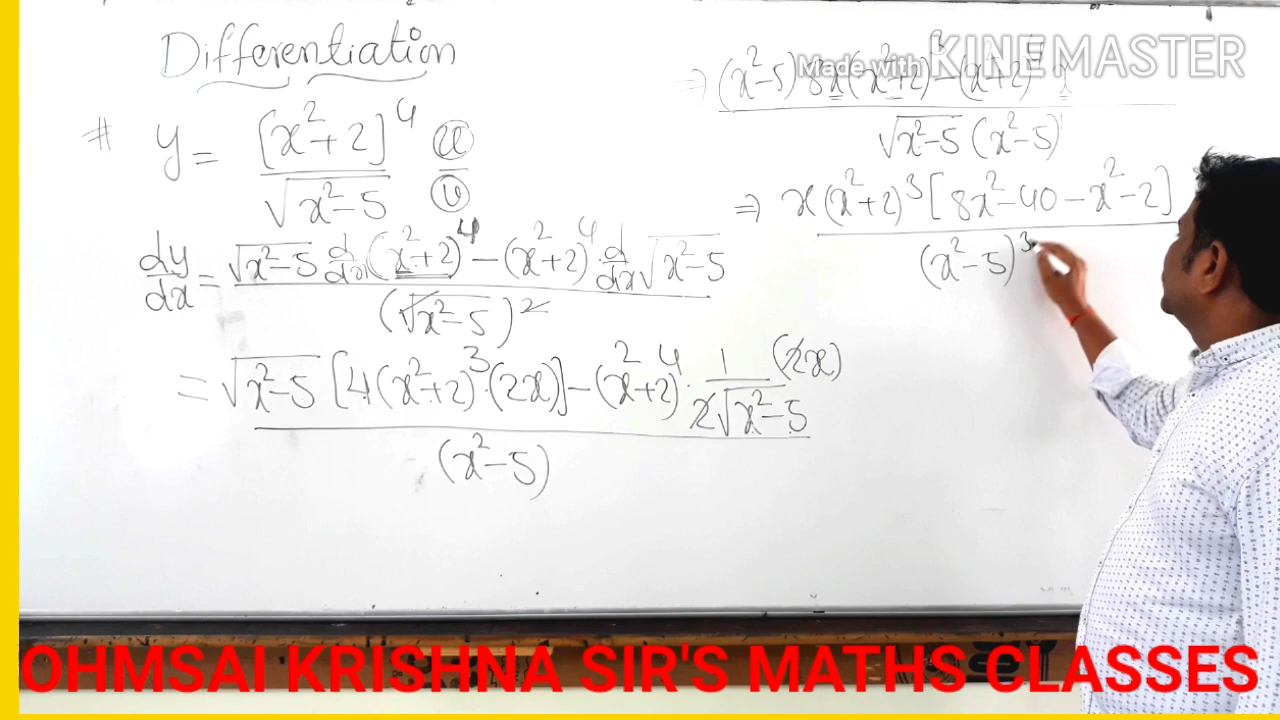 Differentiation
# y = [x²+2]⁴ / √x²-5 (u) / (v)
dy/dx = √x²-5 d/dx (x²+2)⁴ - (x²+2)⁴ · d/dx √x²-5 / (√x²-5)²
= √x²-5 [4(x²+2)³·(2x)] - (x²+2)⁴ · 1/2√x²-5 (2x) / (x²-5)
⇒ (x²-5) 8x(x²+2)³ - (x²+2)⁴ x / √x²-5 (x²-5)¹
⇒ x(x²+2)³ [8x²-40-x²-2] / (x²-5)³
Made with KINEMASTER
OHMSAI KRISHNA SIR'S MATHS CLASSES